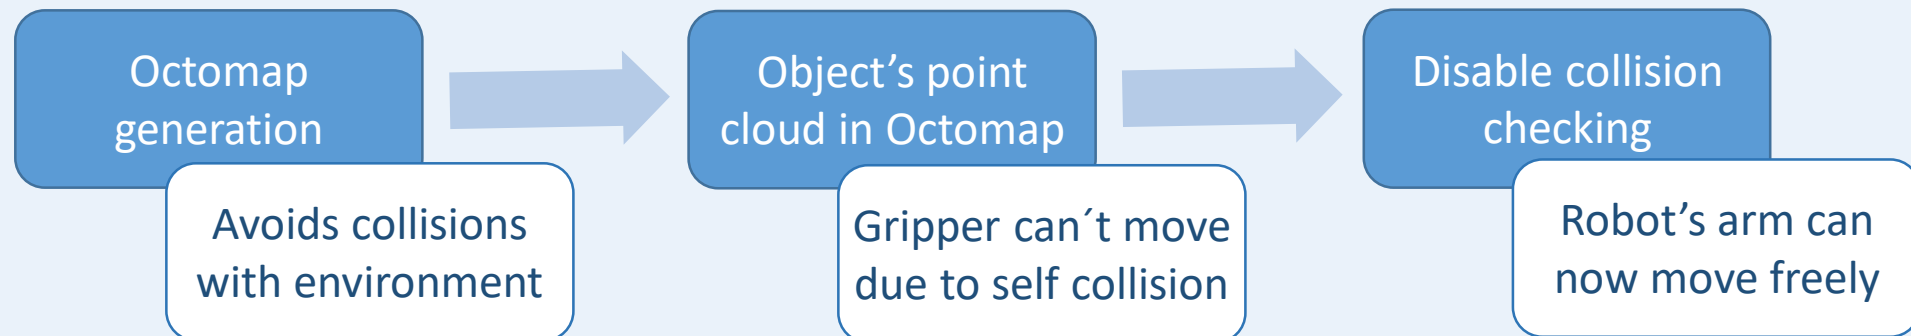 Octomap
generation
Avoids collisions
with environment
Object’s point
cloud in Octomap
Gripper can´t move
due to self collision
Disable collision
checking
Robot’s arm can
now move freely